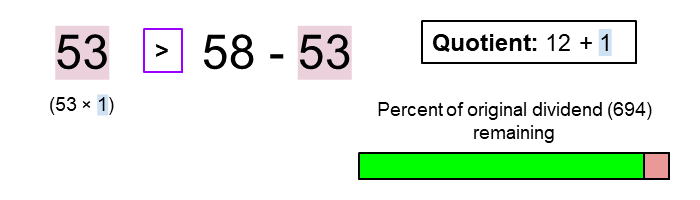 53 > 58 - 53
(53 × 1)
Quotient: 12 + 1
Percent of original dividend (694)
remaining